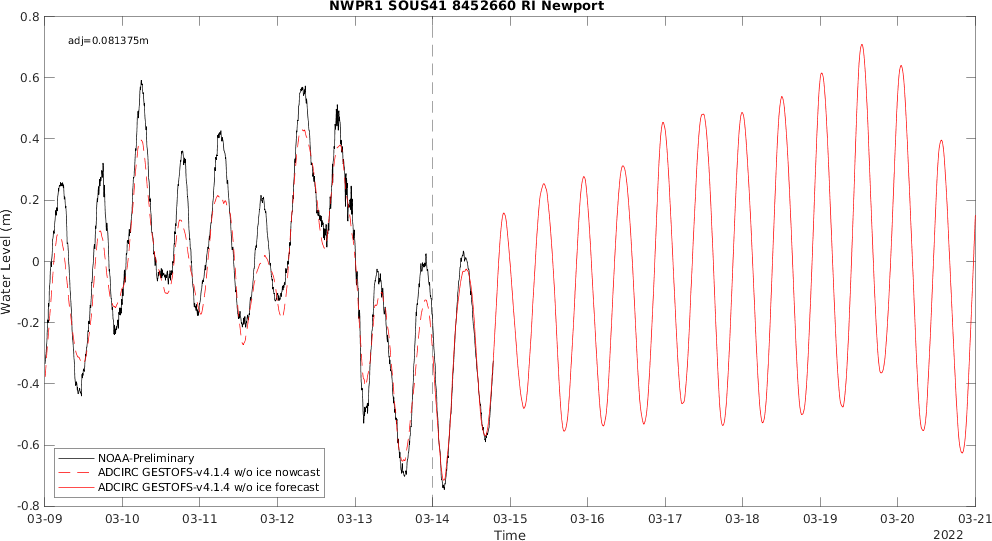 NWPR1 SOUS41 8452660 RI Newport
adj=0.081375m
0.8
0.6
0.4
0.2
0
-0.2
-0.4
-0.6
-0.8
Water Level (m)
NOAA-Preliminary
ADCIRC GESTOFS-v4.1.4 w/o ice nowcast
ADCIRC GESTOFS-v4.1.4 w/o ice forecast
03-09 03-10 03-11 03-12 03-13 03-14 03-15 03-16 03-17 03-18 03-19 03-20 03-21
Time
2022